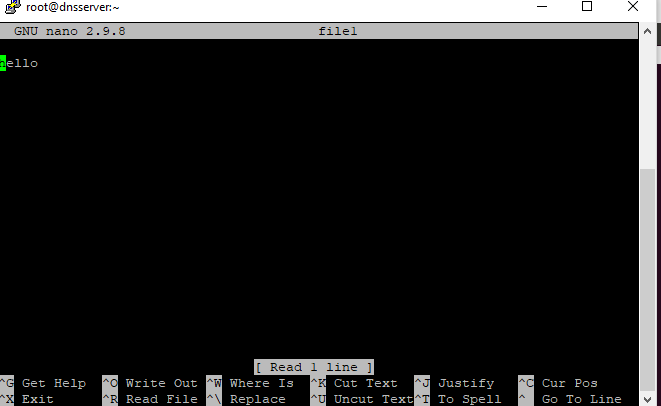 root@dnsserver:~
GNU nano 2.9.8 file1
hello
[ Read 1 line ]
^G Get Help ^O Write Out ^W Where Is ^K Cut Text ^J Justify ^C Cur Pos
^X Exit ^R Read File ^\ Replace ^U Uncut Text ^T To Spell ^ Go To Line